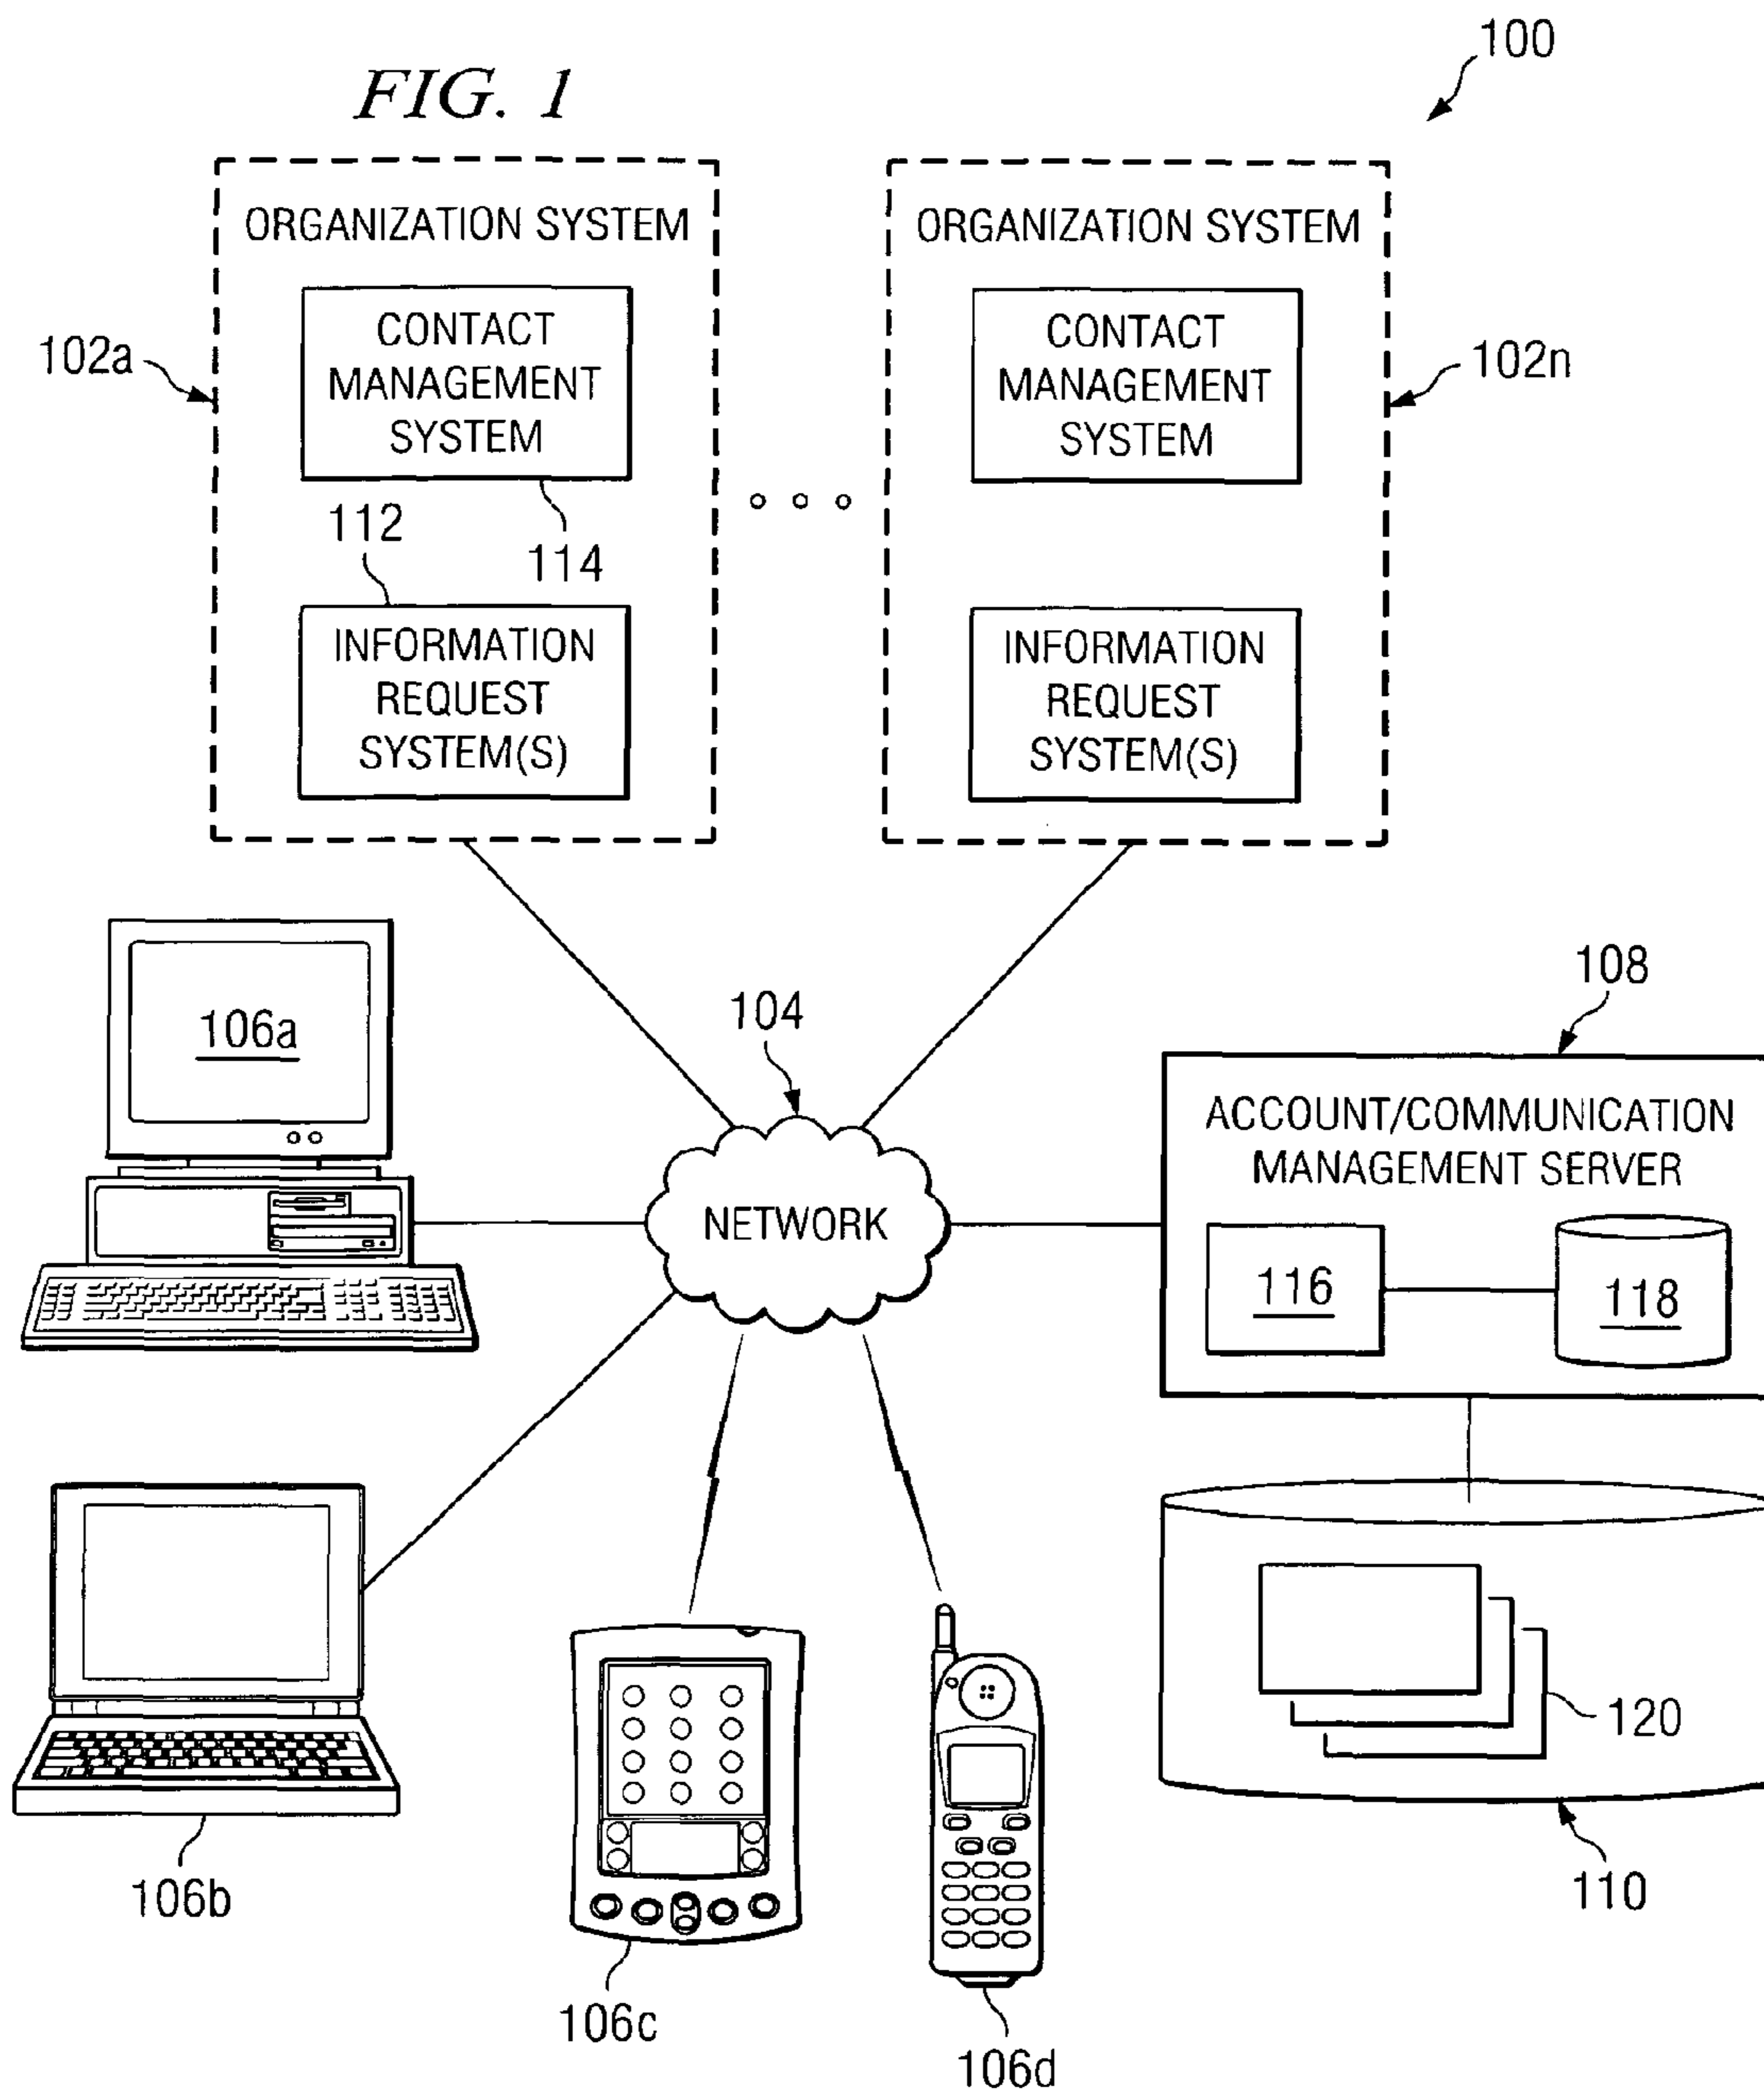 100
FIG. 1
ORGANIZATION SYSTEM
CONTACT
MANAGEMENT
SYSTEM
102a
114
112
INFORMATION
REQUEST
SYSTEM(S)
ORGANIZATION SYSTEM
CONTACT
MANAGEMENT
SYSTEM
102n
INFORMATION
REQUEST
SYSTEM(S)
106a
104
NETWORK
108
ACCOUNT/COMMUNICATION
MANAGEMENT SERVER
116
118
120
110
106b
106c
106d